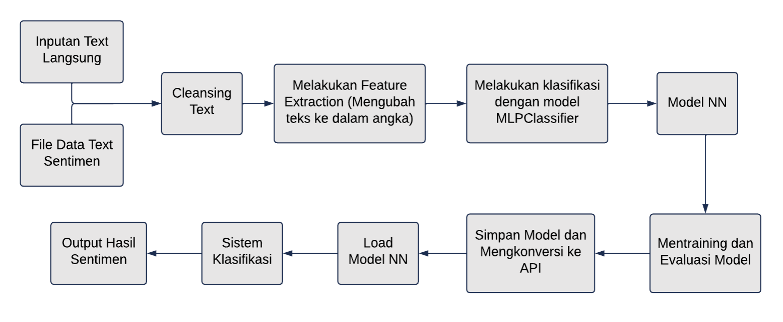 Inputan Text
Langsung
File Data Text
Sentimen
Cleansing
Text
Melakukan Feature
Extraction (Mengubah
teks ke dalam angka)
Melakukan klasifikasi
dengan model
MLPClassifier
Model NN
Mentraining dan
Evaluasi Model
Simpan Model dan
Mengkonversi ke
API
Load
Model NN
Sistem
Klasifikasi
Output Hasil
Sentimen